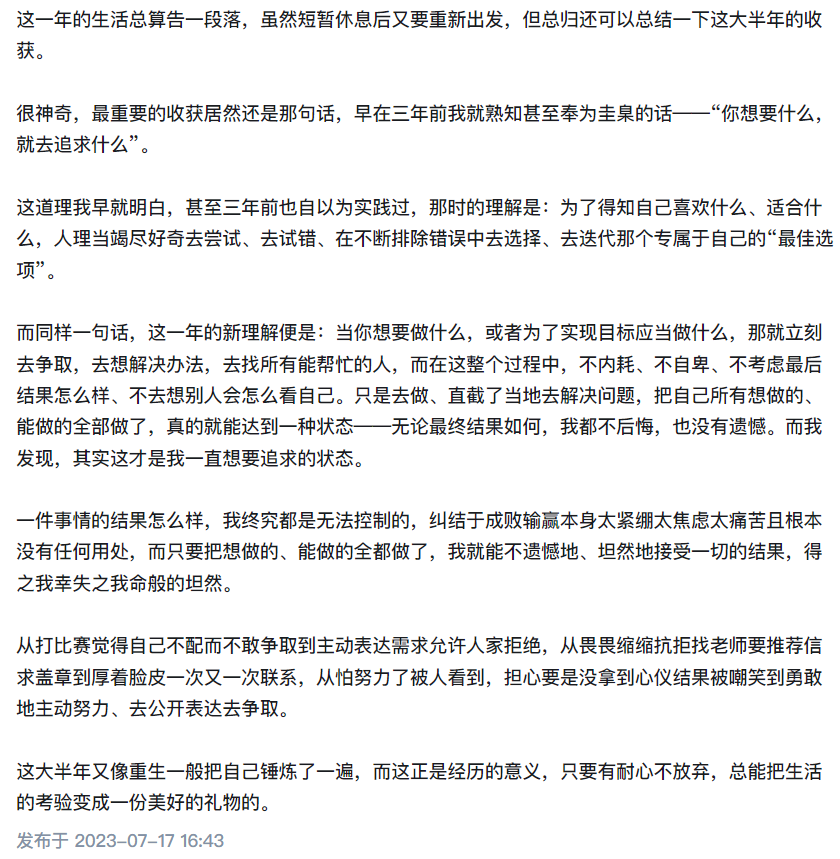 这一年的生活总算告一段落，虽然短暂休息后又要重新出发，但总归还可以总结一下这大半年的收
获。
很神奇，最重要的收获居然还是那句话，早在三年前我就熟知甚至奉为圭臬的话——“你想要什么，
就去追求什么”。
这道理我早就明白，甚至三年前也自以为实践过，那时的理解是：为了得知自己喜欢什么、适合什
么，人理当竭尽好奇去尝试、去试错、在不断排除错误中去选择、去迭代那个专属于自己的“最佳选
项”。
而同样一句话，这一年的新理解便是：当你想要做什么，或者为了实现目标应当做什么，那就立刻
去争取，去想解决办法，去找所有能帮忙的人，而在这整个过程中，不内耗、不自卑、不考虑最后
结果怎么样、不去想别人会怎么看自己。只是去做、直截了当地去解决问题，把自己所有想做的、
能做的全部做了，真的就能达到一种状态——无论最终结果如何，我都不后悔，也没有遗憾。而我
发现，其实这才是我一直想要追求的状态。
一件事情的结果怎么样，我终究都是无法控制的，纠结于成败输赢本身太紧绷太焦虑太痛苦且根本
没有任何用处，而只要把想做的、能做的全都做了，我就能不遗憾地、坦然地接受一切的结果，得
之我幸失之我命般的坦然。
从打比赛觉得自己不配而不敢争取到主动表达需求允许人家拒绝，从畏畏缩缩抗拒找老师要推荐信
求盖章到厚着脸皮一次又一次联系，从怕努力了被人看到，担心要是没拿到心仪结果被嘲笑到勇敢
地主动努力、去公开表达去争取。
这大半年又像重生一般把自己锤炼了一遍，而这正是经历的意义，只要有耐心不放弃，总能把生活
的考验变成一份美好的礼物的。
发布于 2023-07-17 16:43